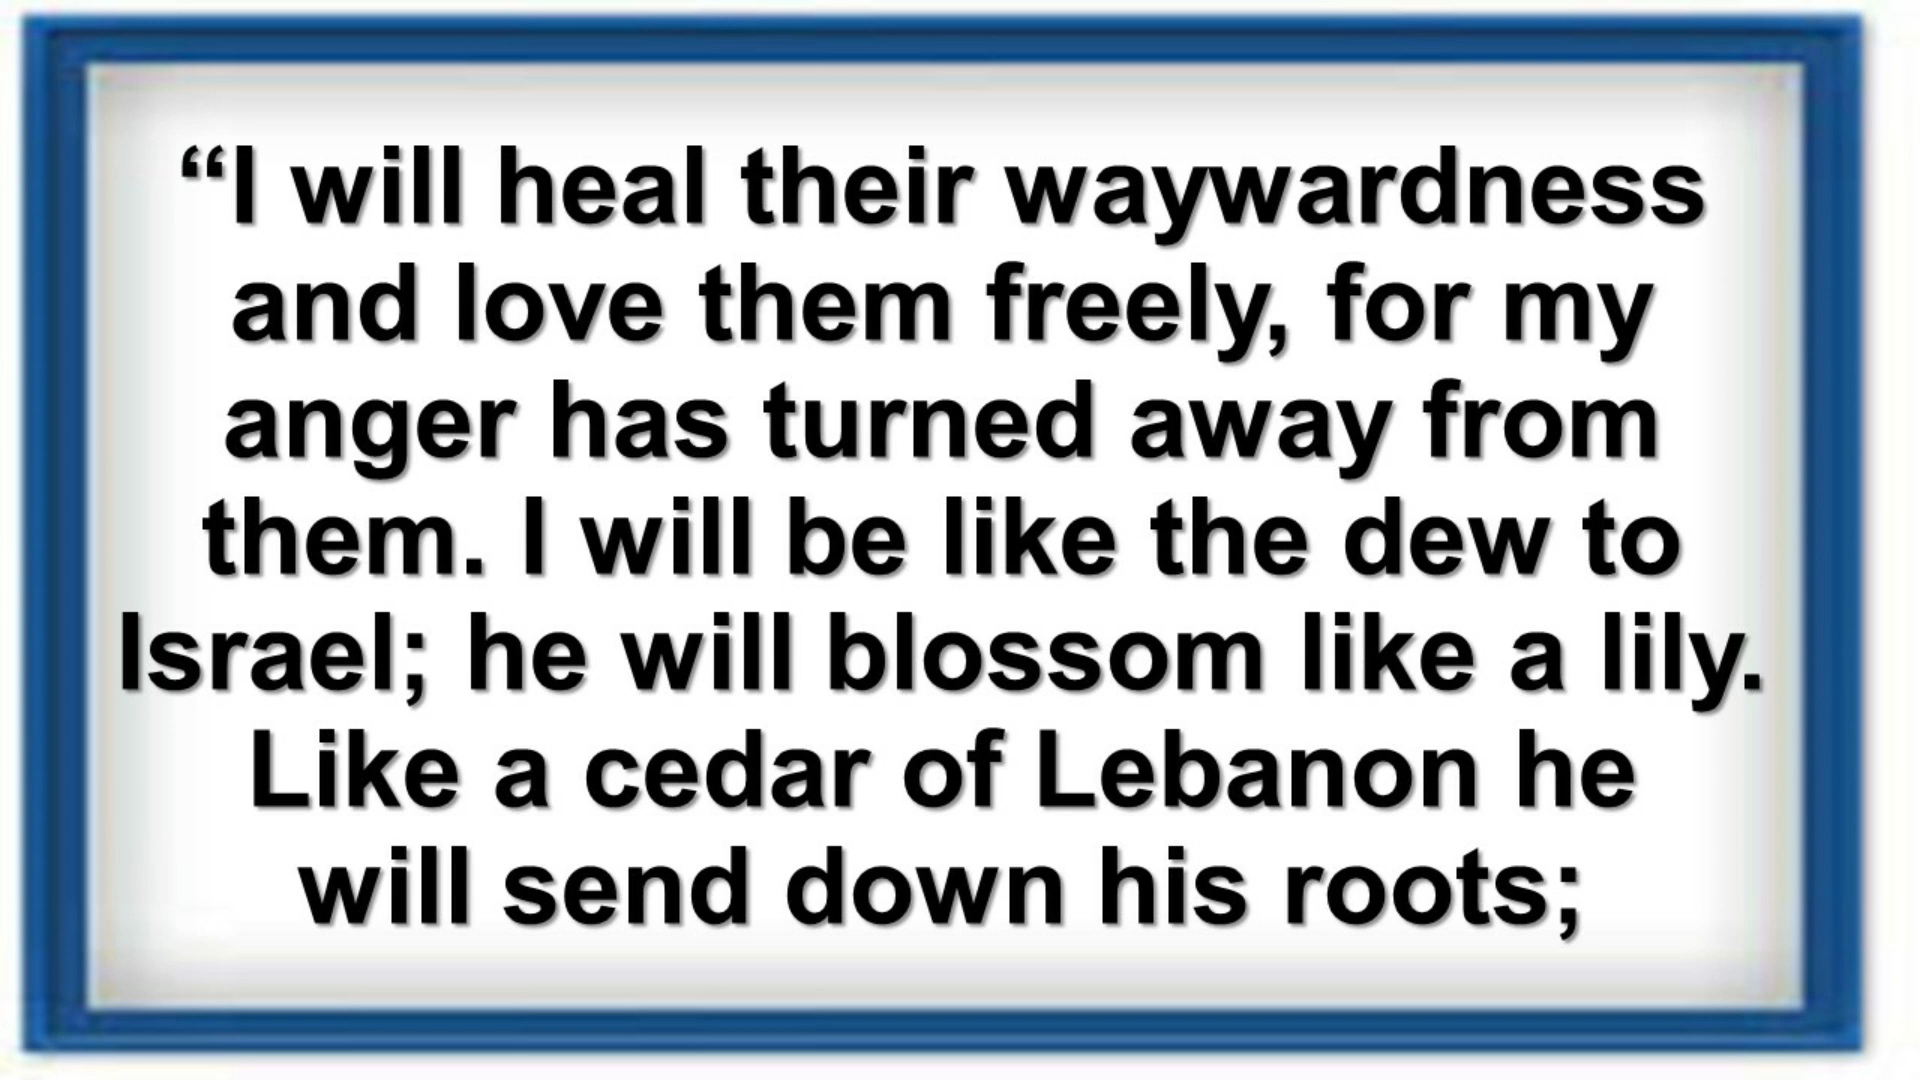 “I will heal their waywardness
and love them freely, for my
anger has turned away from
them. I will be like the dew to
Israel; he will blossom like a lily.
Like a cedar of Lebanon he
will send down his roots;